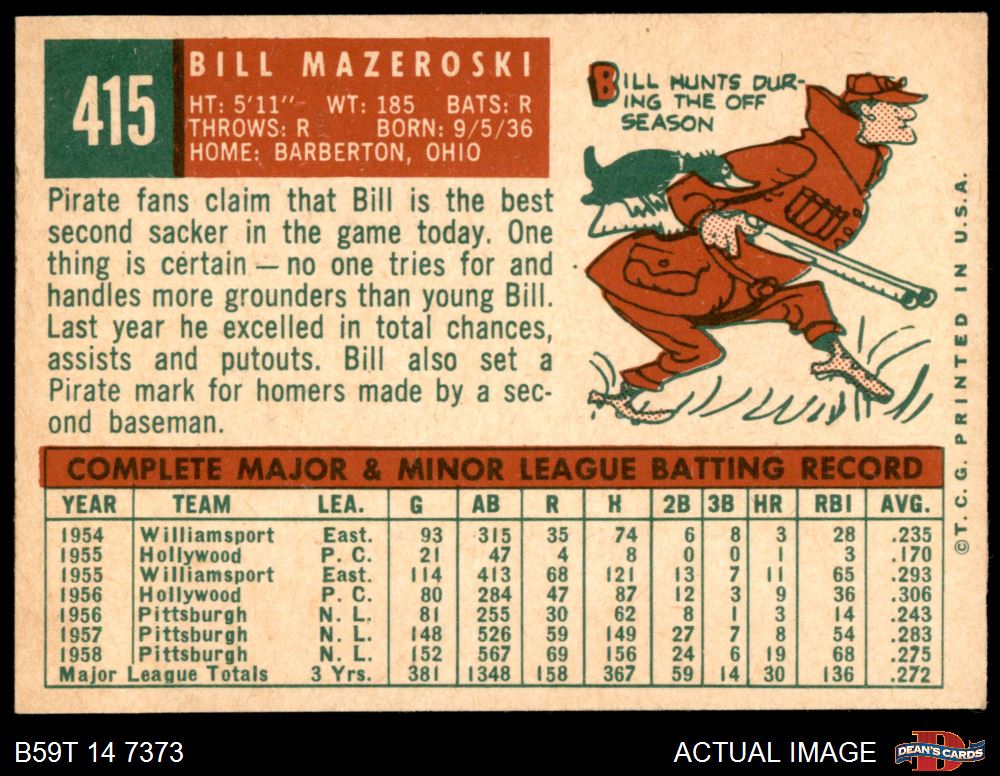 415
BILL MAZEROSKI
HT: 5'11" WT: 185 BATS: R
THROWS: R BORN: 9/5/36
HOME: BARBERTON, OHIO
BILL HUNTS DUR-
ING THE OFF
SEASON
Pirate fans claim that Bill is the best
second sacker in the game today. One
thing is certain — no one tries for and
handles more grounders than young Bill.
Last year he excelled in total chances,
assists and putouts. Bill also set a
Pirate mark for homers made by a sec-
ond baseman.
COMPLETE MAJOR & MINOR LEAGUE BATTING RECORD
YEAR TEAM LEA. G AB R H 2B 3B HR RBI AVG.
1954 Williamsport East. 93 315 35 74 6 8 3 28 .235
1955 Hollywood P. C. 21 47 4 8 0 0 1 3 .170
1955 Williamsport East. 114 413 68 121 13 7 11 65 .293
1956 Hollywood P. C. 80 284 47 87 12 3 9 36 .306
1956 Pittsburgh N. L. 81 255 30 62 8 1 3 14 .243
1957 Pittsburgh N. L. 148 526 59 149 27 7 8 54 .283
1958 Pittsburgh N. L. 152 567 69 156 24 6 19 68 .275
Major League Totals 3 Yrs. 381 1348 158 367 59 14 30 136 .272
© T. C. G. PRINTED IN U.S.A.
B59T 14 7373
ACTUAL IMAGE
DEAN'S CARDS